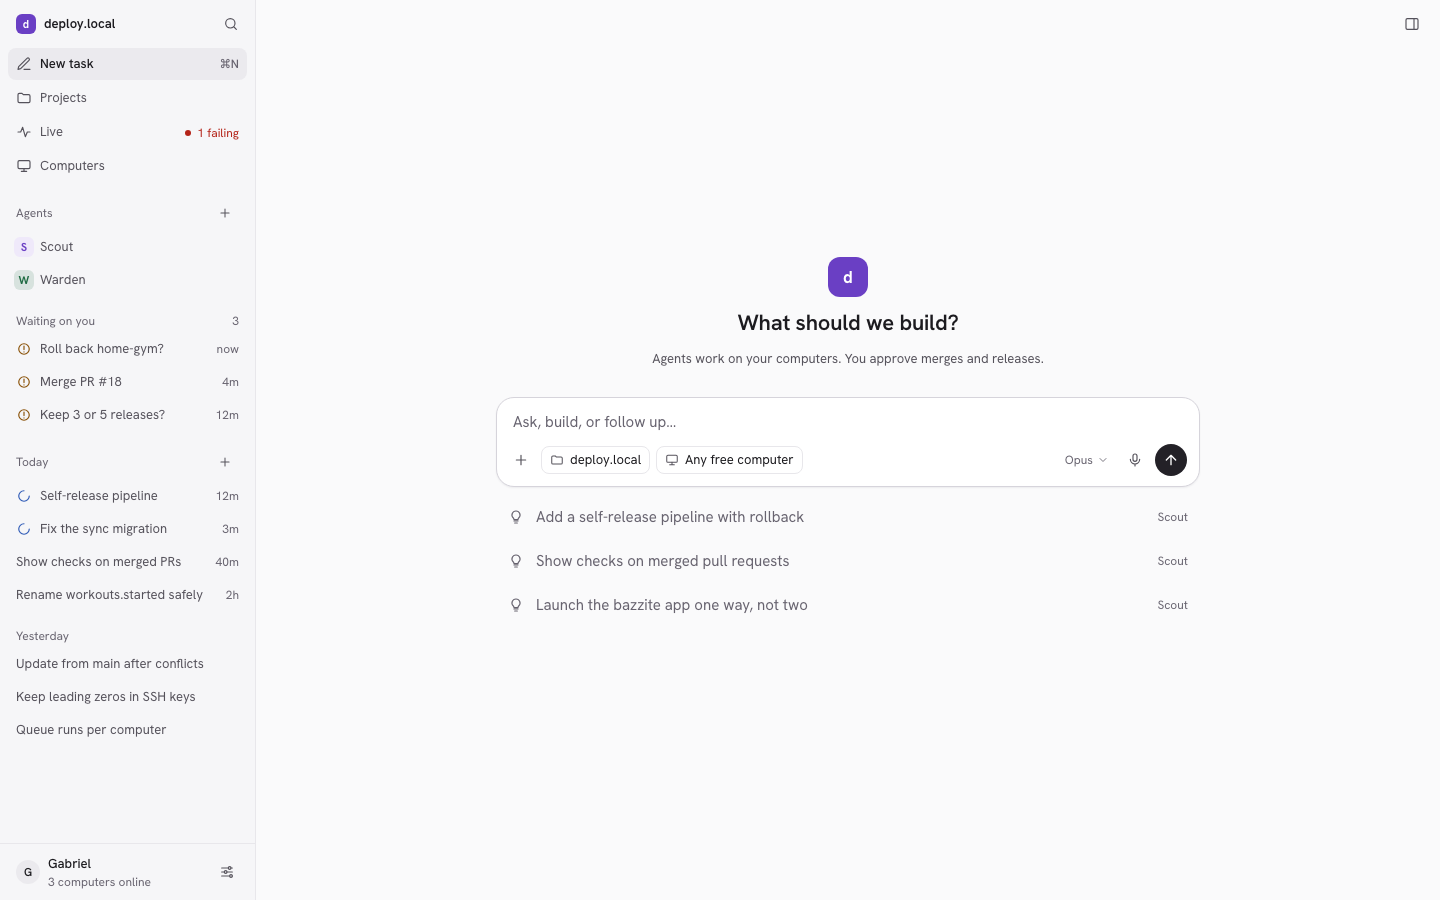 d deploy.local
New task ⌘N
Projects
Live 1 failing
Computers
Agents
S Scout
W Warden
Waiting on you 3
Roll back home-gym? now
Merge PR #18 4m
Keep 3 or 5 releases? 12m
Today
Self-release pipeline 12m
Fix the sync migration 3m
Show checks on merged PRs 40m
Rename workouts.started safely 2h
Yesterday
Update from main after conflicts
Keep leading zeros in SSH keys
Queue runs per computer
G Gabriel
3 computers online
d
What should we build?
Agents work on your computers. You approve merges and releases.
Ask, build, or follow up...
deploy.local Any free computer Opus
Add a self-release pipeline with rollback Scout
Show checks on merged pull requests Scout
Launch the bazzite app one way, not two Scout